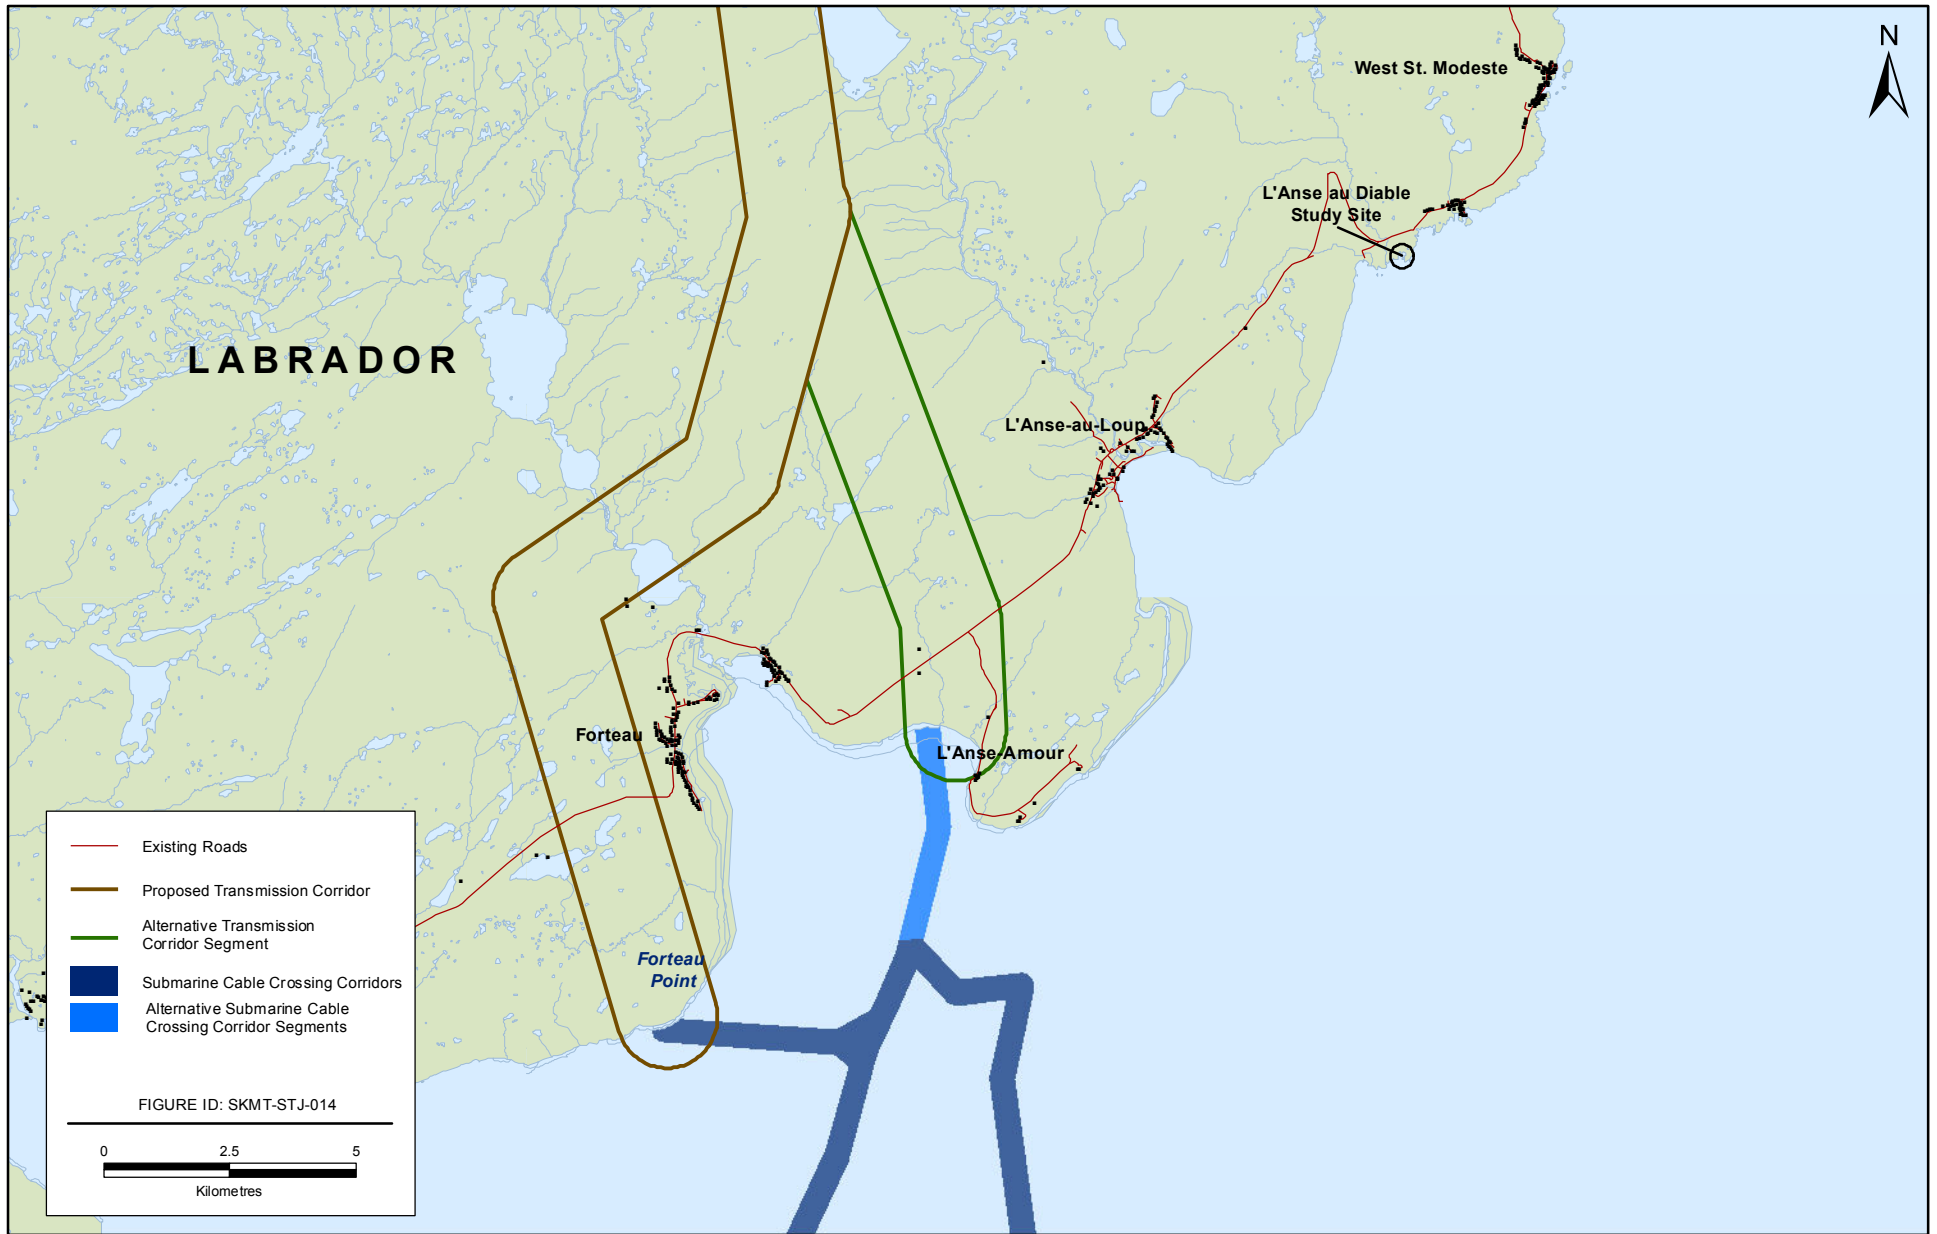 N
West St. Modeste
L'Anse au Diable
Study Site
LABRADOR
L'Anse-au-Loup
Forteau
L'Anse-Amour
Forteau
Point
Existing Roads
Proposed Transmission Corridor
Alternative Transmission
Corridor Segment
Submarine Cable Crossing Corridors
Alternative Submarine Cable
Crossing Corridor Segments
FIGURE ID: SKMT-STJ-014
0 2.5 5
Kilometres